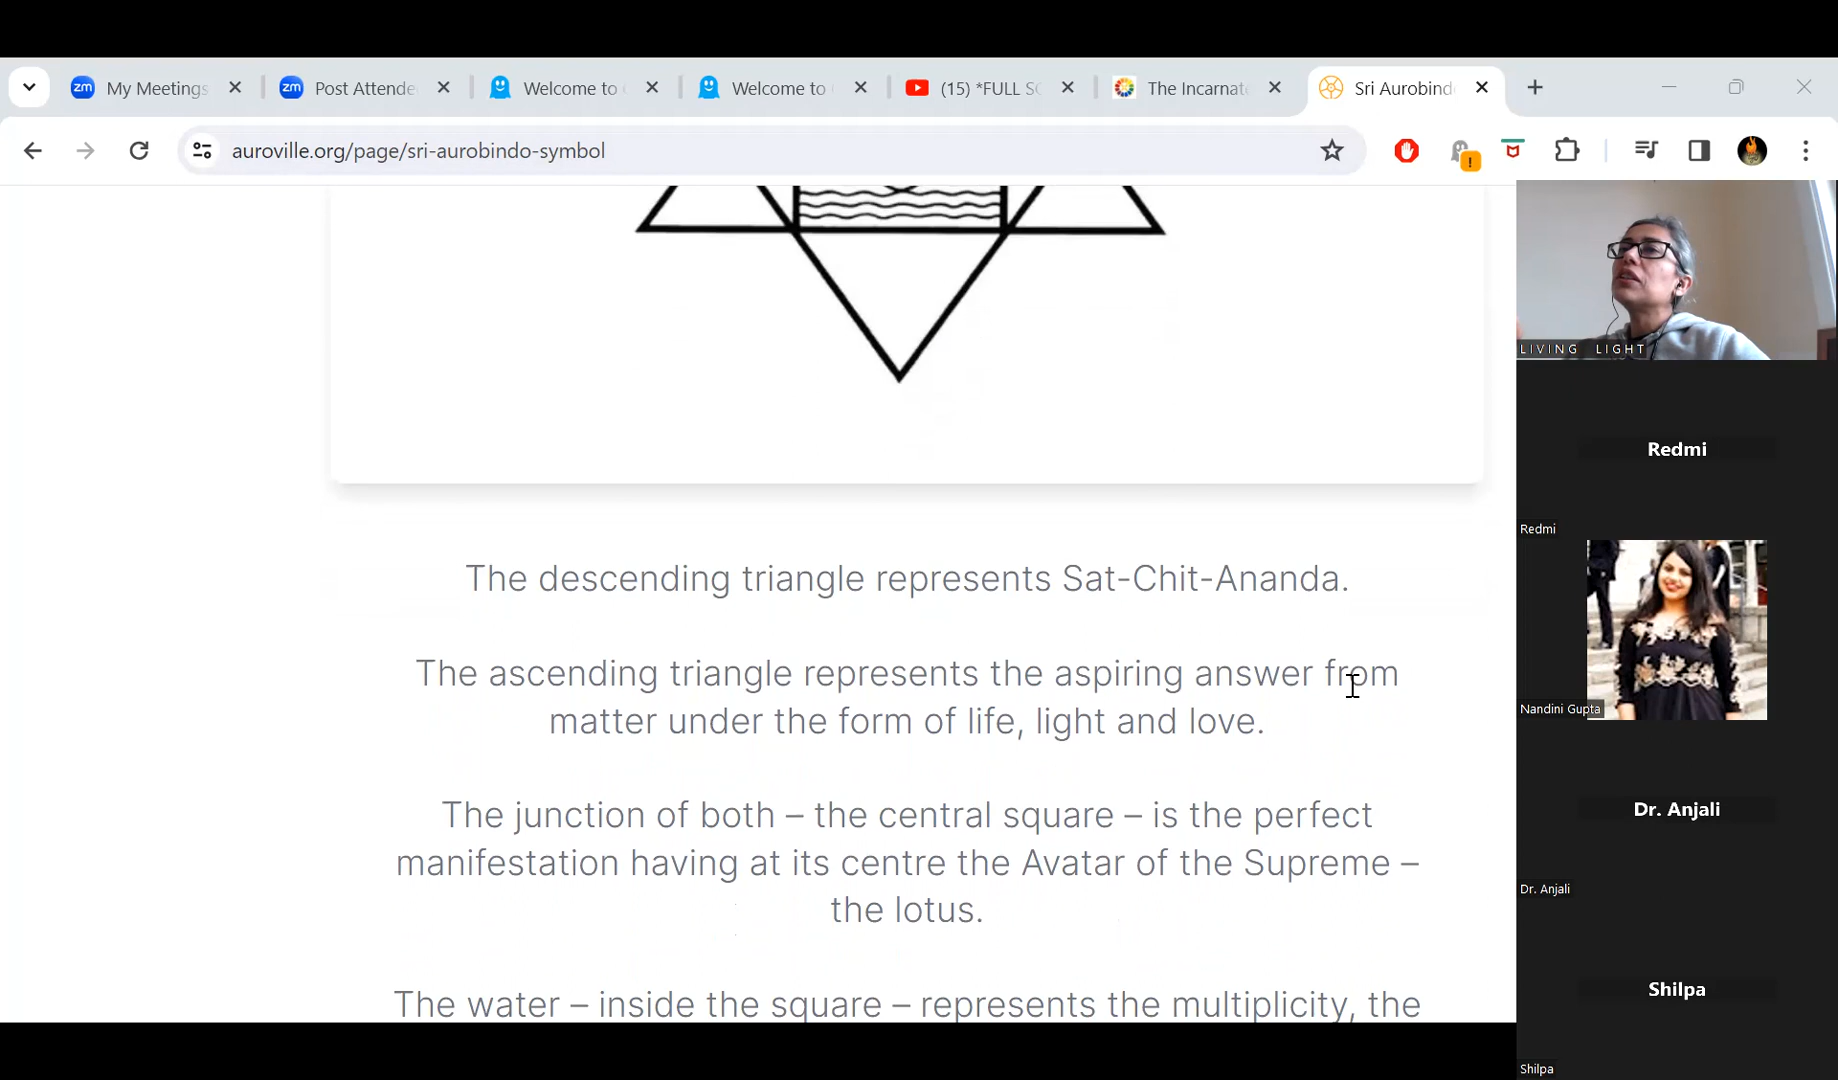 My Meetings
Post Attende
Welcome to
Welcome to
(15) *FULL S
The Incarnat
Sri Aurobind
auroville.org/page/sri-aurobindo-symbol
LIVING LIGHT
The descending triangle represents Sat-Chit-Ananda.
The ascending triangle represents the aspiring answer from
matter under the form of life, light and love.
The junction of both – the central square – is the perfect
manifestation having at its centre the Avatar of the Supreme –
the lotus.
The water – inside the square – represents the multiplicity, the
Redmi
Redmi
Nandini Gupta
Dr. Anjali
Dr. Anjali
Shilpa
Shilpa